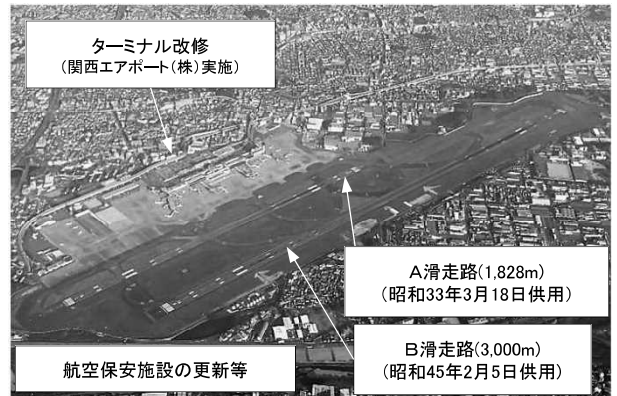 ターミナル改修
（関西エアポート（株）実施）
A滑走路(1,828m)
（昭和33年3月18日供用）
B滑走路(3,000m)
（昭和45年2月5日供用）
航空保安施設の更新等